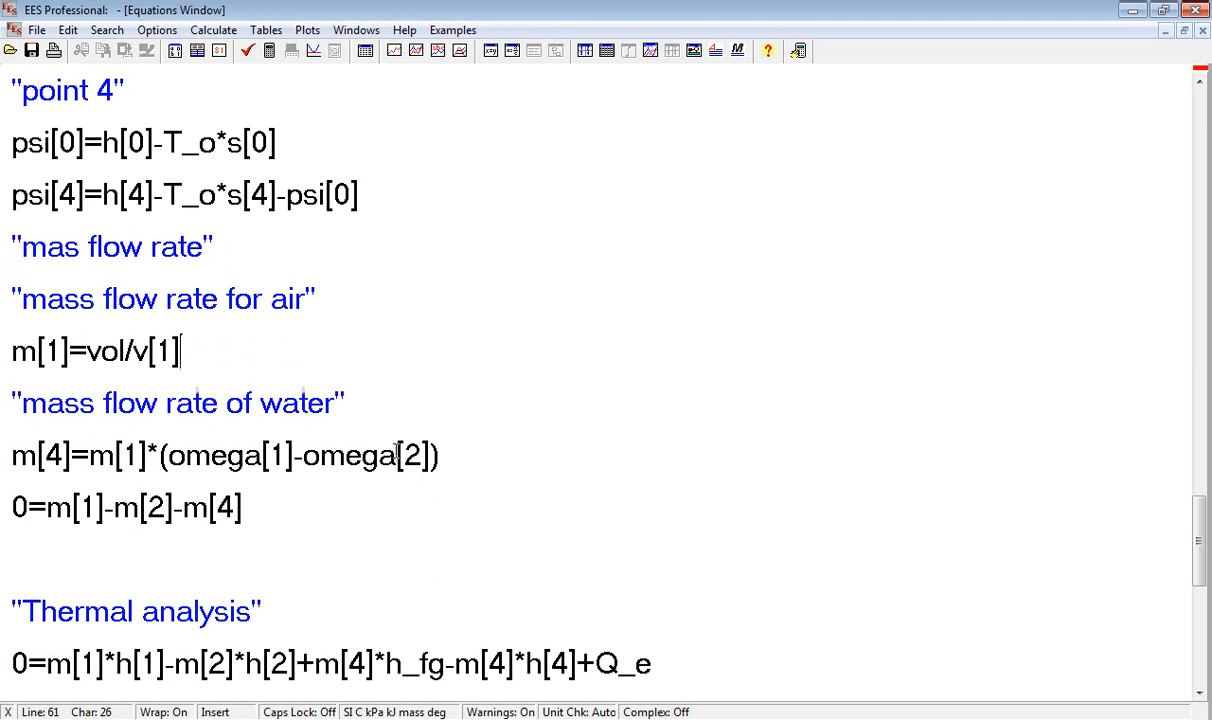 EES Professional: - [Equations Window]
File Edit Search Options Calculate Tables Plots Windows Help Examples
"point 4"
psi[0]=h[0]-T_o*s[0]
psi[4]=h[4]-T_o*s[4]-psi[0]
"mas flow rate"
"mass flow rate for air"
m[1]=vol/v[1]
"mass flow rate of water"
m[4]=m[1]*(omega[1]-omega[2])
0=m[1]-m[2]-m[4]
"Thermal analysis"
0=m[1]*h[1]-m[2]*h[2]+m[4]*h_fg-m[4]*h[4]+Q_e
X Line: 61 Char: 26 Wrap: On Insert Caps Lock: Off SI C kPa kJ mass deg Warnings: On Unit Chk: Auto Complex: Off